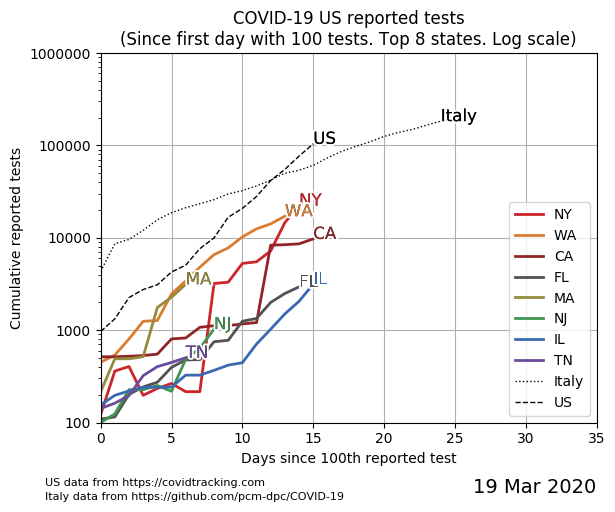 COVID-19 US reported tests
(Since first day with 100 tests. Top 8 states. Log scale)
Cumulative reported tests
1000000
100000
10000
1000
100
0
5
10
15
20
25
30
35
Days since 100th reported test
US
Italy
NY
WA
CA
FL
IL
MA
NJ
TN
NY
WA
CA
FL
MA
NJ
IL
TN
Italy
US
US data from https://covidtracking.com
Italy data from https://github.com/pcm-dpc/COVID-19
19 Mar 2020